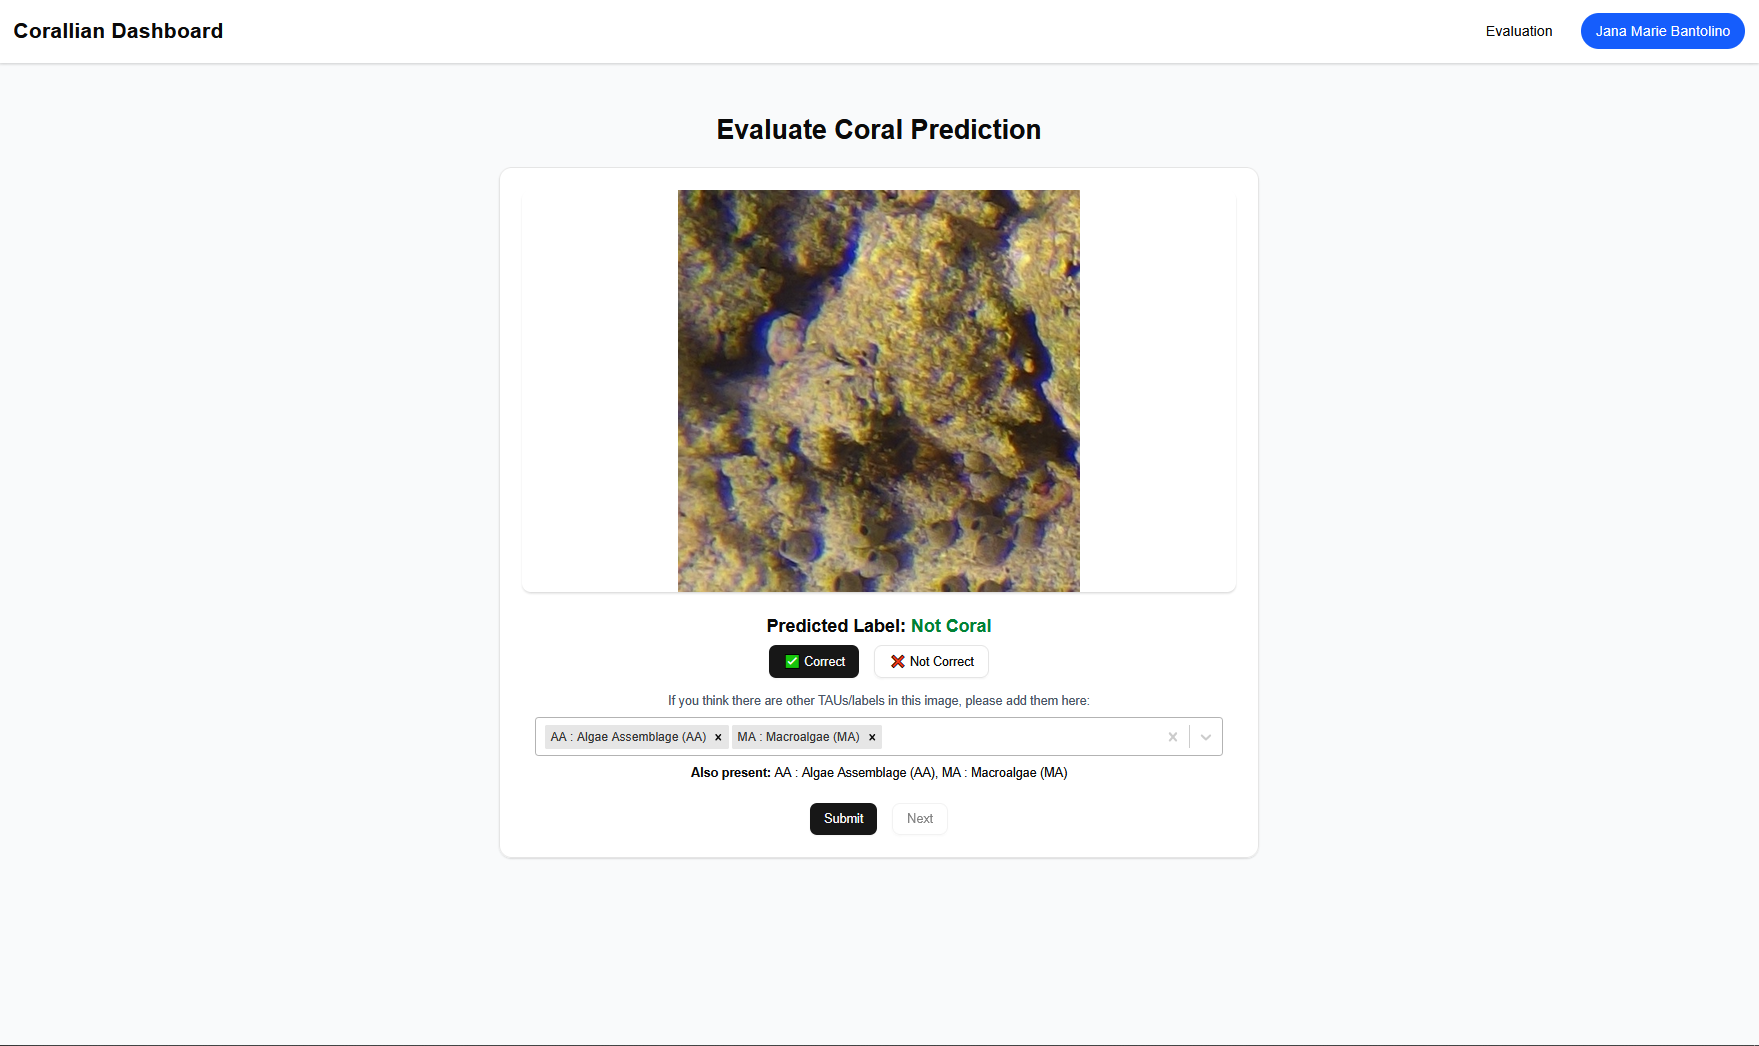 Corallian Dashboard
Evaluation
Jana Marie Bantolino
Evaluate Coral Prediction
Predicted Label: Not Coral
✅ Correct
❌ Not Correct
If you think there are other TAUs/labels in this image, please add them here:
AA : Algae Assemblage (AA) × MA : Macroalgae (MA) ×
Also present: AA : Algae Assemblage (AA), MA : Macroalgae (MA)
Submit
Next